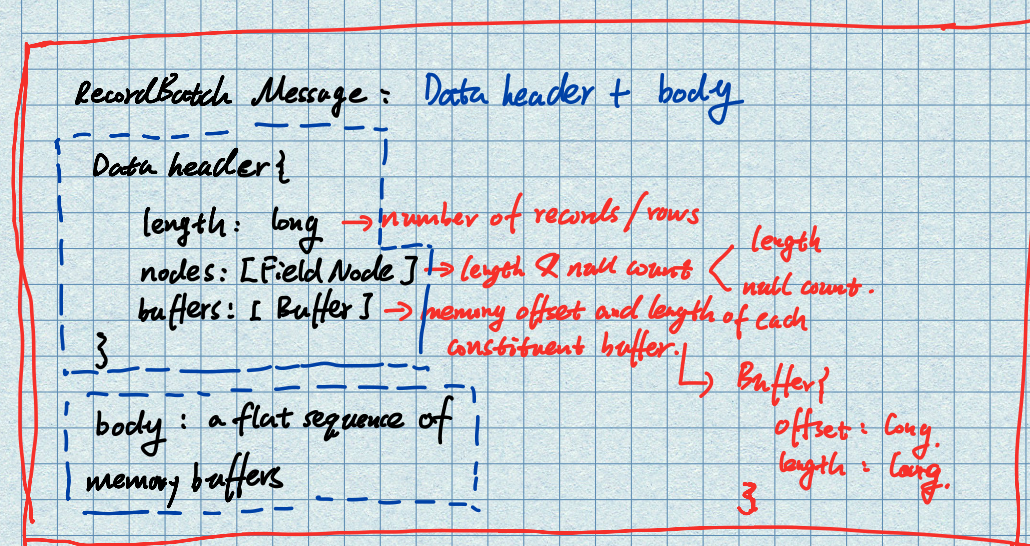 RecordBatch Message: Data header + body
Data header{
length: long → number of records/rows
nodes: [FieldNode] → length & null count < length
null count.
buffers: [Buffer] → memory offset and length of each
constituent buffer.
}
→ Buffer{
offset: long.
length: long.
}
body: a flat sequence of
memory buffers